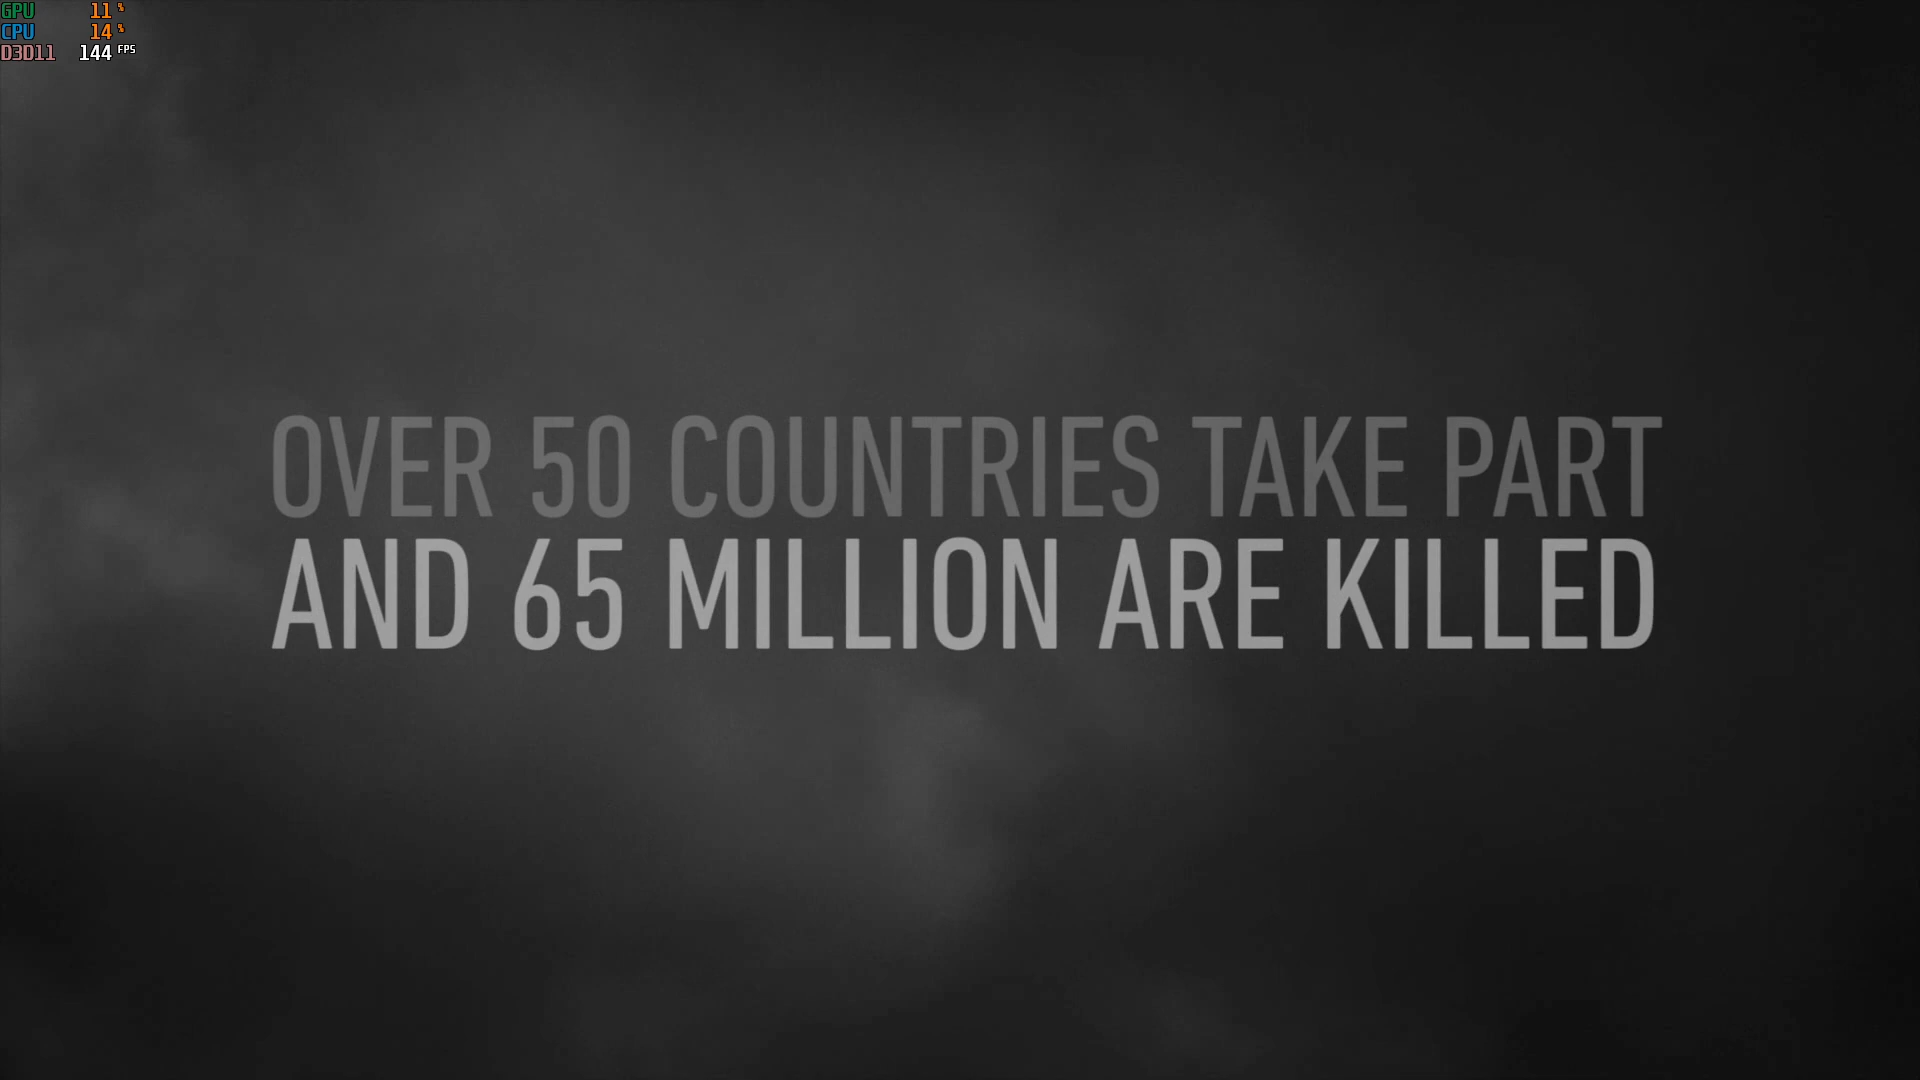 GPU 11 %
CPU 14 %
D3D11 144 FPS
OVER 50 COUNTRIES TAKE PART
AND 65 MILLION ARE KILLED